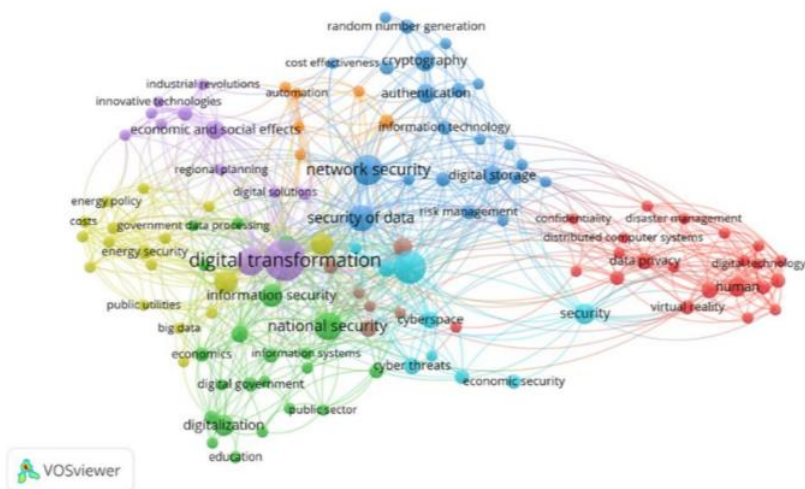 random number generation
cost effectiveness
cryptography
industrial revolutions
automation
authentication
innovative technologies
economic and social effects
information technology
regional planning
network security
digital storage
digital solutions
energy policy
costs
government data processing
security of data
risk management
confidentiality
disaster management
distributed computer systems
energy security
digital transformation
data privacy
digital technology
human
information security
public utilities
virtual reality
security
big data
national security
cyberspace
economics
information systems
cyber threats
digital government
economic security
public sector
digitalization
education
VOSviewer